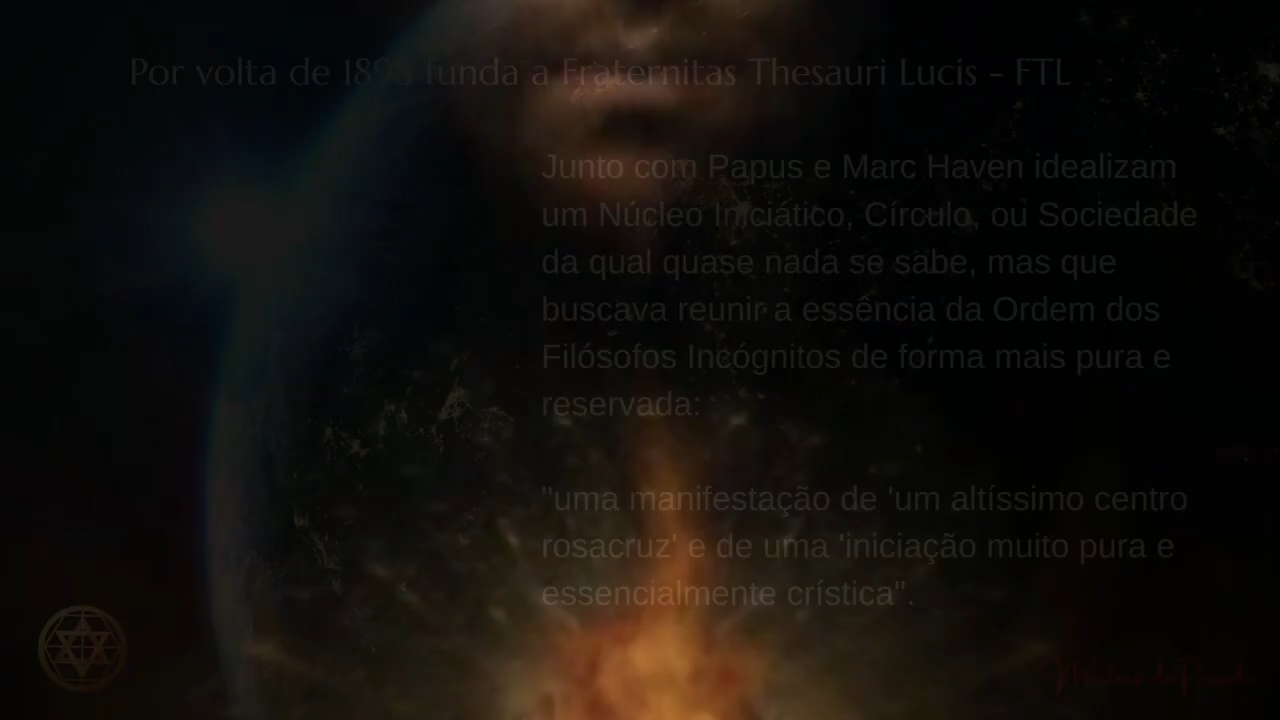 Por volta de 1898 funda a Fraternitas Thesauri Lucis - FTL
Junto com Papus e Marc Haven idealizam
um Núcleo Iniciático, Círculo, ou Sociedade
da qual quase nada se sabe, mas que
buscava reunir a essência da Ordem dos
Filósofos Incógnitos de forma mais pura e
reservada:
"uma manifestação de 'um altíssimo centro
rosacruz' e de uma 'iniciação muito pura e
essencialmente crística".